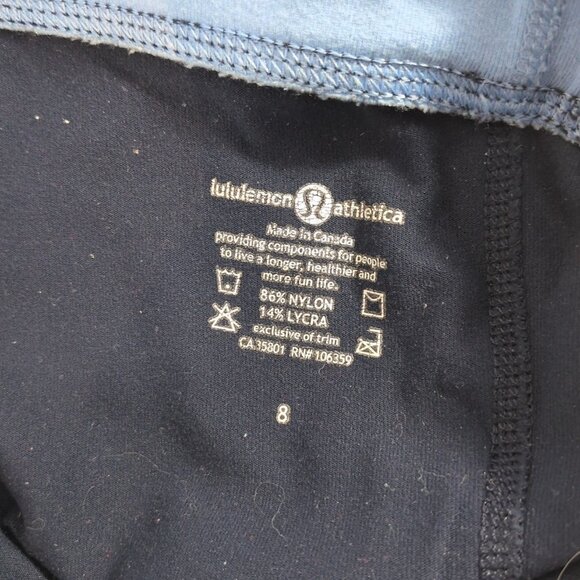 lululemon athletica
Made in Canada
providing components for people
to live a longer, healthier and
more fun life.
86% NYLON
14% LYCRA
exclusive of trim
CA 35801 RN# 106359
8